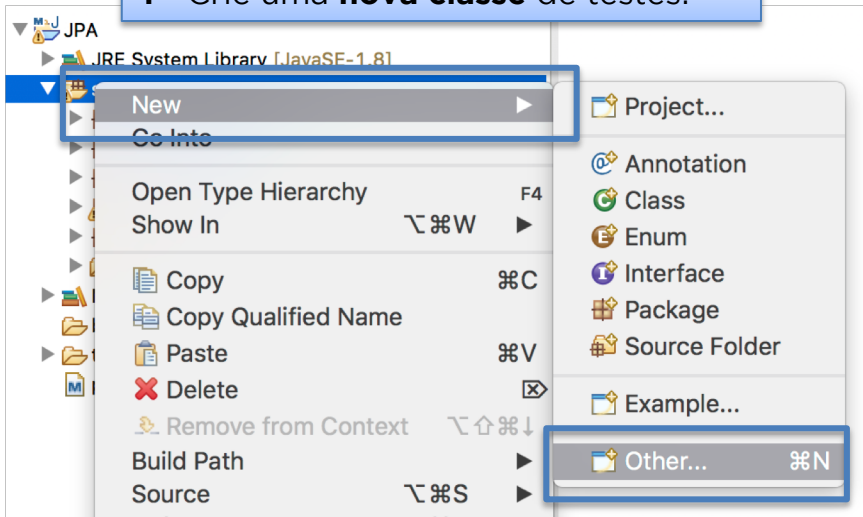 Crie uma nova classe de testes.
JPA
JRE System Library [JavaSE-1.8]
New
Go Into
Open Type Hierarchy F4
Show In ⌥⌘W
Copy ⌘C
Copy Qualified Name
Paste ⌘V
Delete ⌦
Remove from Context ⌥⇧⌘↓
Build Path
Source ⌥⌘S
Project...
Annotation
Class
Enum
Interface
Package
Source Folder
Example...
Other... ⌘N